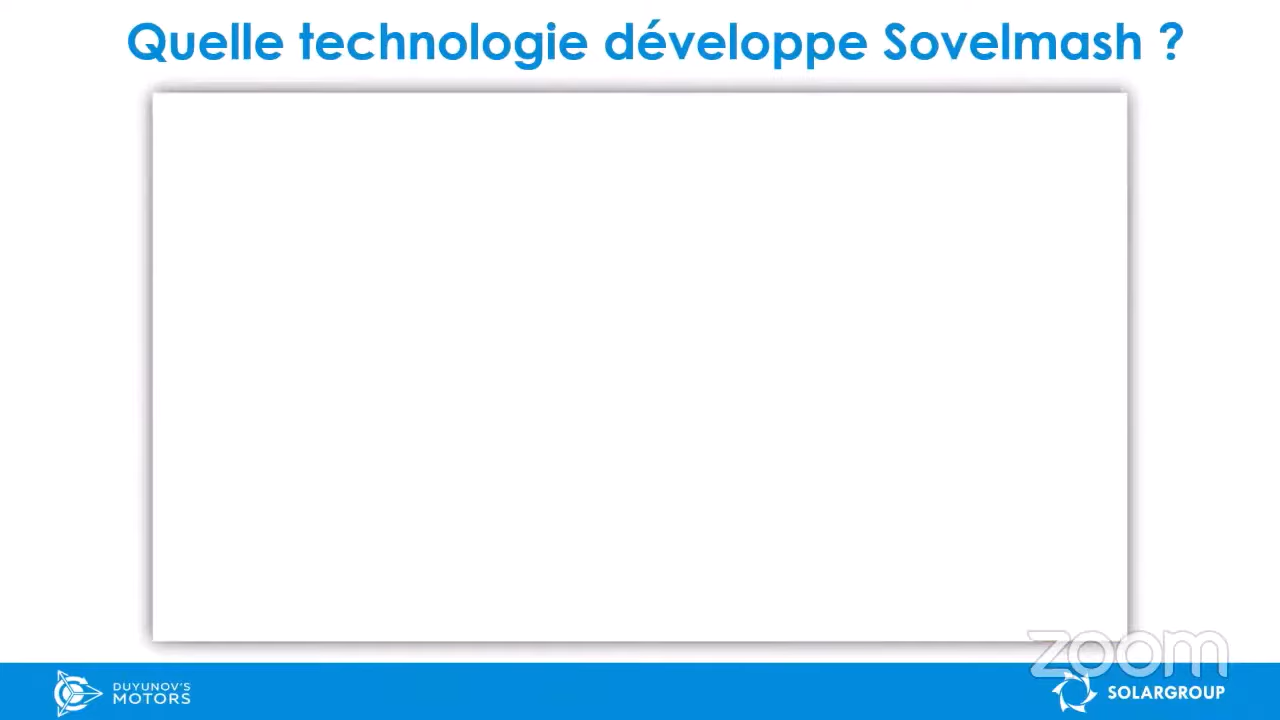 Quelle technologie développe Sovelmash ?
zoom
DUYUNOV'S
MOTORS
SOLARGROUP